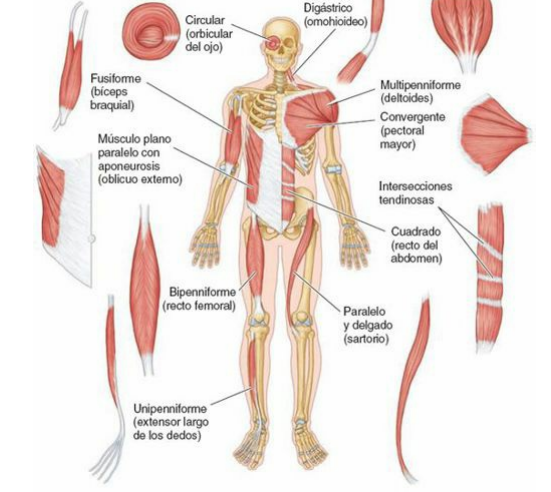 Circular
(orbicular
del ojo)
Digástrico
(omohioideo)
Fusiforme
(bíceps
braquial)
Multipenniforme
(deltoides)
Convergente
(pectoral
mayor)
Músculo plano
paralelo con
aponeurosis
(oblicuo externo)
Intersecciones
tendinosas
Cuadrado
(recto del
abdomen)
Bipenniforme
(recto femoral)
Paralelo
y delgado
(sartorio)
Unipenniforme
(extensor largo
de los dedos)